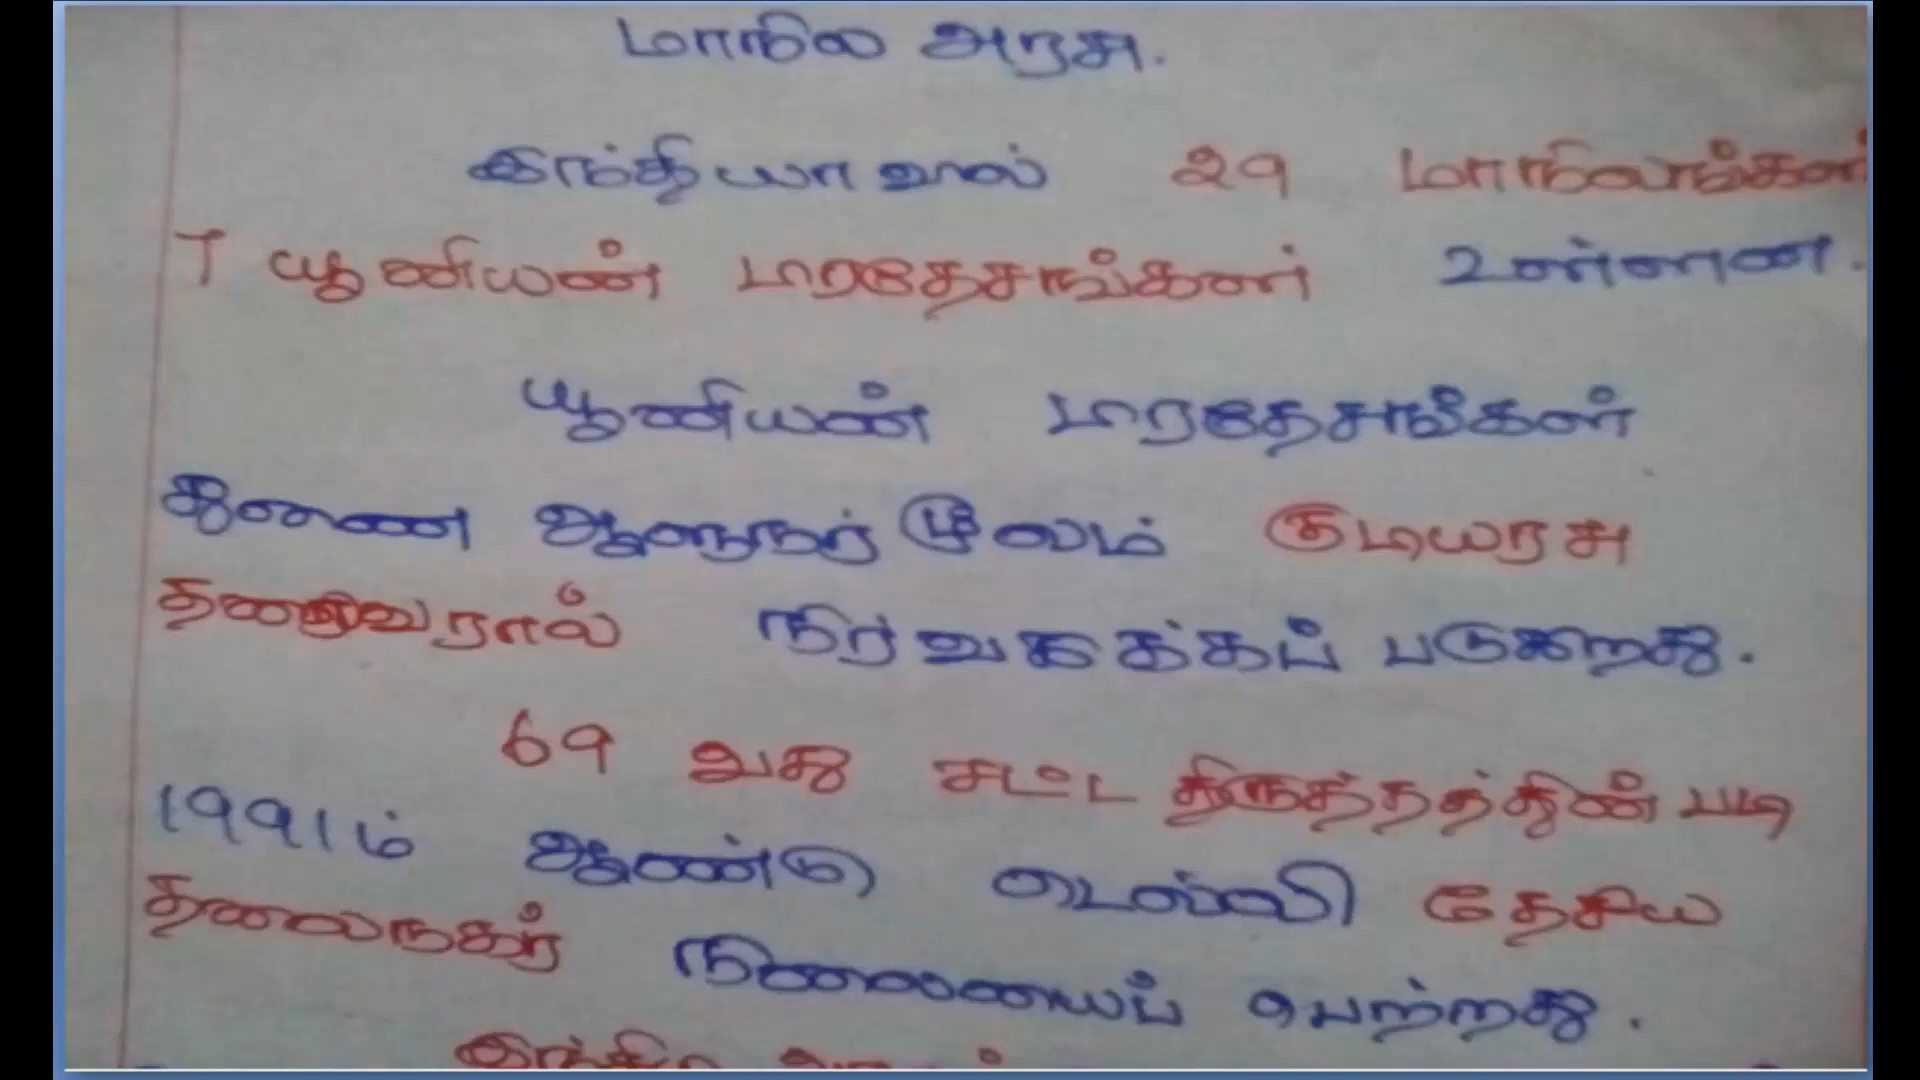 மாநில அரசு.
இந்தியாவில் 29 மாநிலங்கள்
7 யூனியன் பிரதேசங்கள் உள்ளன.
யூனியன் பிரதேசங்கள்
துணை ஆளுநர் மூலம் குடியரசு
தலைவரால் நிர்வகிக்கப் படுகிறது.
69 வது சட்ட திருத்தத்தின் படி
1991ம் ஆண்டு டெல்லி தேசிய
தலைநகர் நிலையைப் பெற்றது.